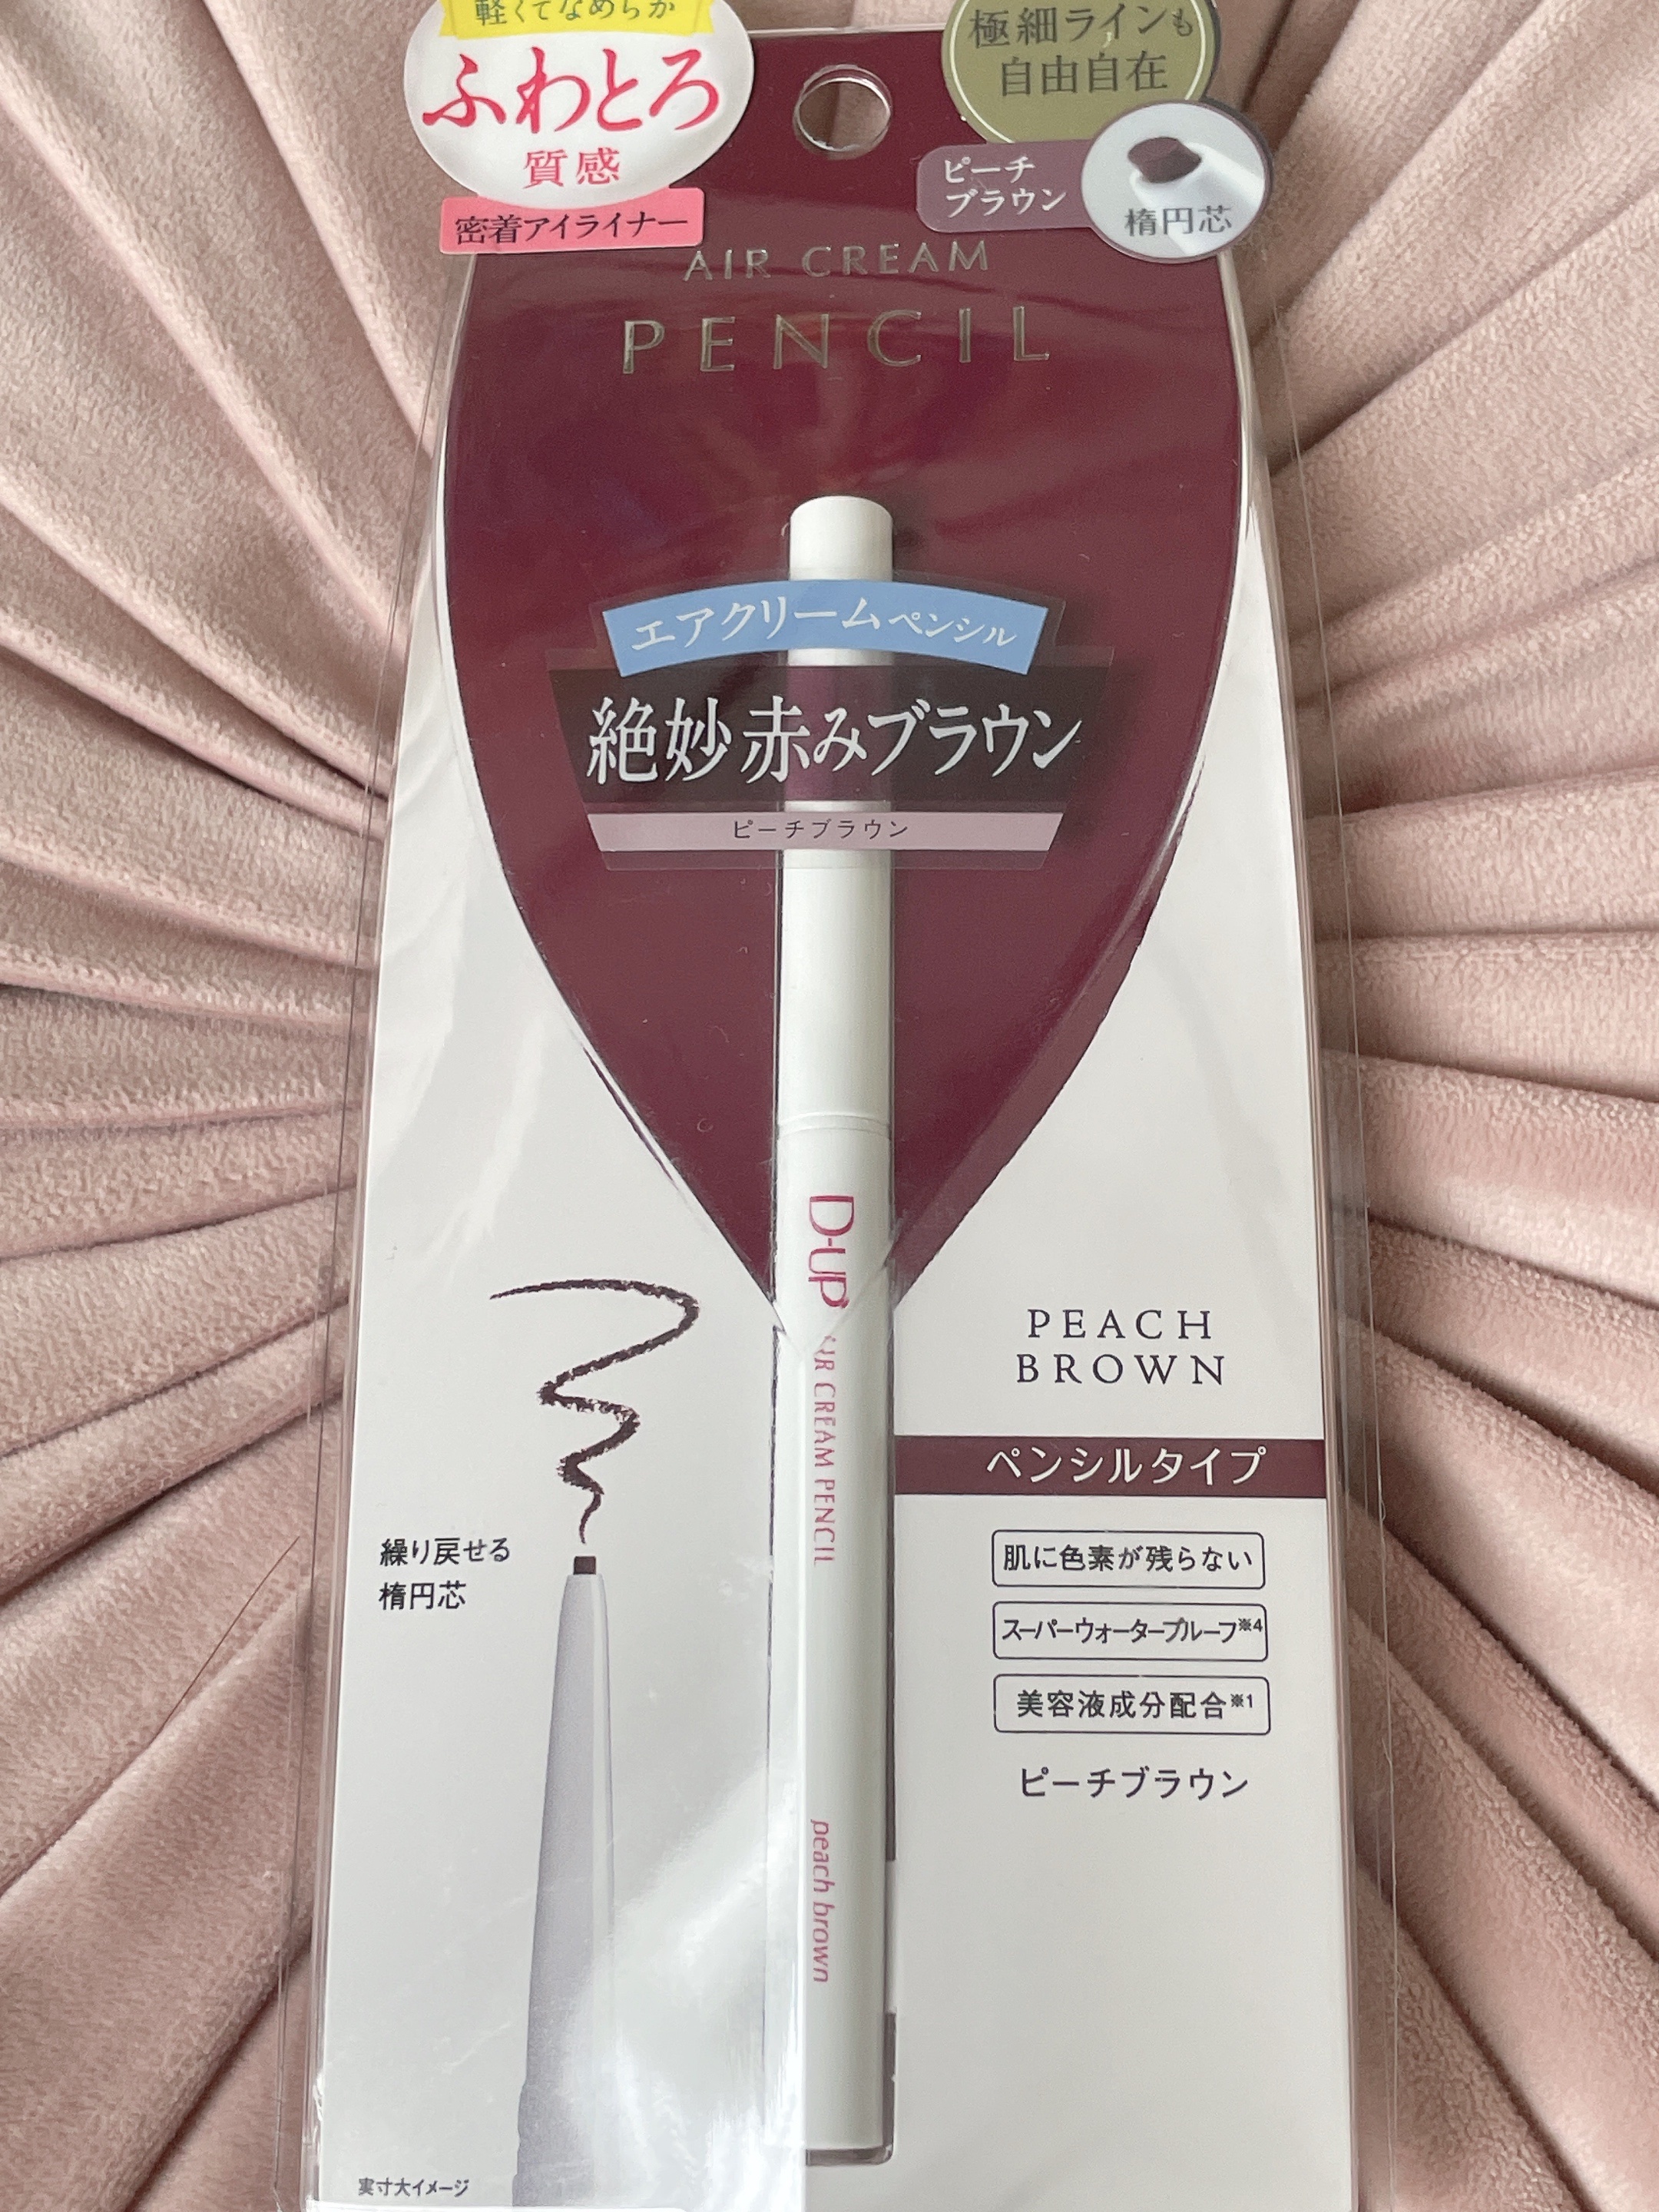 軽くてなめらか
ふわとろ
質感
密着アイライナー
極細ラインも
自由自在
ピーチ
ブラウン
楕円芯
AIR CREAM
PENCIL
エアクリームペンシル
絶妙赤みブラウン
ピーチブラウン
D-UP
AIR CREAM PENCIL
peach brown
繰り戻せる
楕円芯
PEACH
BROWN
ペンシルタイプ
肌に色素が残らない
スーパーウォータープルーフ※4
美容液成分配合※1
ピーチブラウン
実寸大イメージ